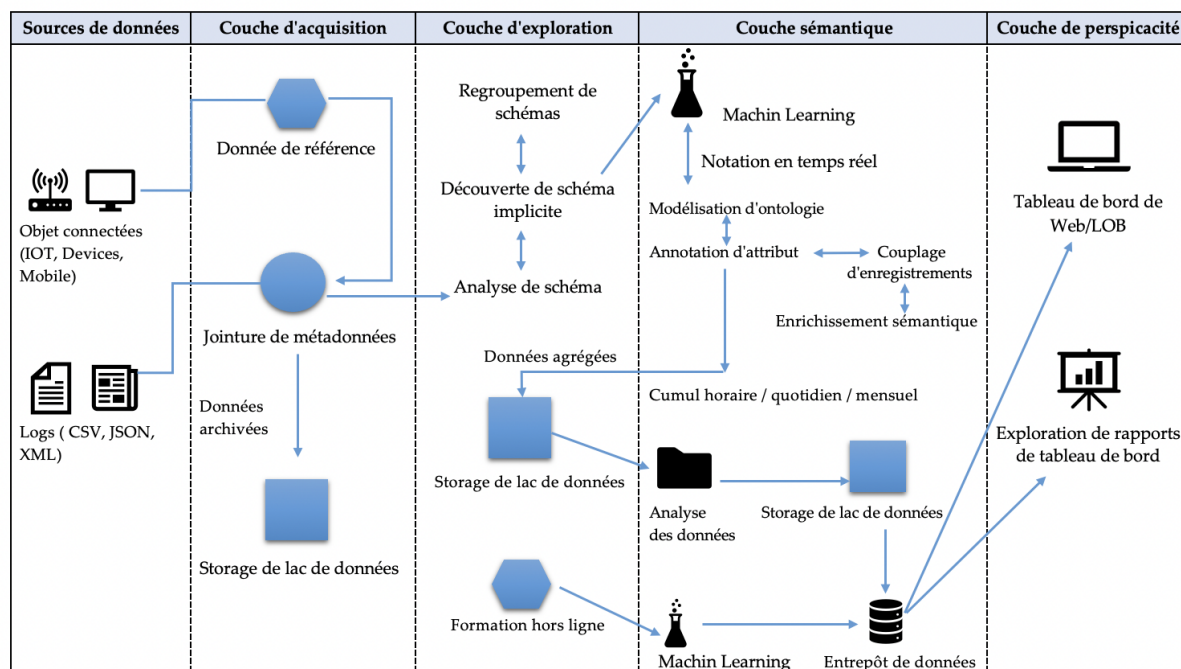 Sources de données
Couche d'acquisition
Couche d'exploration
Couche sémantique
Couche de perspicacité
Objet connectées
(IOT, Devices,
Mobile)
Logs ( CSV, JSON,
XML)
Donnée de référence
Jointure de métadonnées
Données
archivées
Storage de lac de données
Regroupement de
schémas
Découverte de schéma
implicite
Analyse de schéma
Données agrégées
Storage de lac de données
Formation hors ligne
Machin Learning
Notation en temps réel
Modélisation d'ontologie
Annotation d'attribut
Couplage
d'enregistrements
Enrichissement sémantique
Cumul horaire / quotidien / mensuel
Analyse
des données
Storage de lac de données
Machin Learning
Entrepôt de données
Tableau de bord de
Web/LOB
Exploration de rapports
de tableau de bord